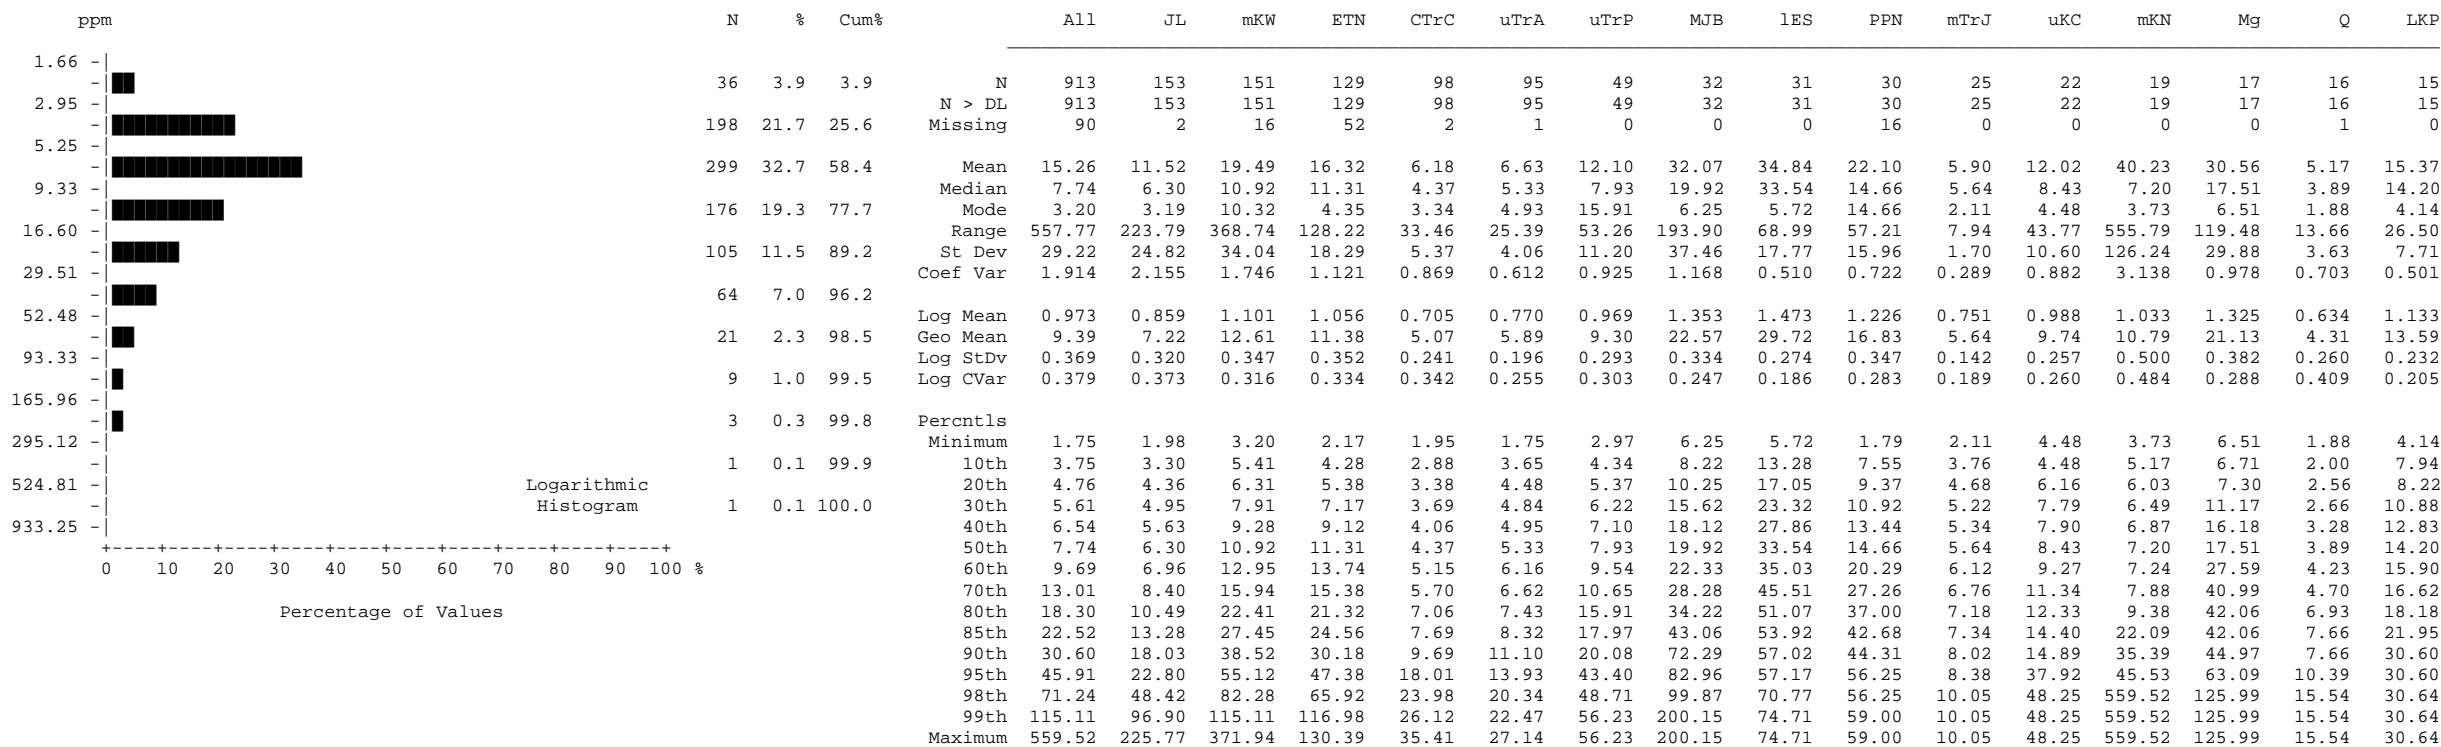 ppm N % Cum% All JL mKW ETN CTrC uTrA uTrP MJB lES PPN mTrJ uKC mKN Mg Q LKP
1.66
36 3.9 3.9 N 913 153 151 129 98 95 49 32 31 30 25 22 19 17 16 15
2.95 N > DL 913 153 151 129 98 95 49 32 31 30 25 22 19 17 16 15
198 21.7 25.6 Missing 90 2 16 52 2 1 0 0 0 16 0 0 0 0 1 0
5.25
299 32.7 58.4 Mean 15.26 11.52 19.49 16.32 6.18 6.63 12.10 32.07 34.84 22.10 5.90 12.02 40.23 30.56 5.17 15.37
9.33 Median 7.74 6.30 10.92 11.31 4.37 5.33 7.93 19.92 33.54 14.66 5.64 8.43 7.20 17.51 3.89 14.20
176 19.3 77.7 Mode 3.20 3.19 10.32 4.35 3.34 4.93 15.91 6.25 5.72 14.66 2.11 4.48 3.73 6.51 1.88 4.14
16.60 Range 557.77 223.79 368.74 128.22 33.46 25.39 53.26 193.90 68.99 57.21 7.94 43.77 555.79 119.48 13.66 26.50
105 11.5 89.2 St Dev 29.22 24.82 34.04 18.29 5.37 4.06 11.20 37.46 17.77 15.96 1.70 10.60 126.24 29.88 3.63 7.71
29.51 Coef Var 1.914 2.155 1.746 1.121 0.869 0.612 0.925 1.168 0.510 0.722 0.289 0.882 3.138 0.978 0.703 0.501
64 7.0 96.2
52.48 Log Mean 0.973 0.859 1.101 1.056 0.705 0.770 0.969 1.353 1.473 1.226 0.751 0.988 1.033 1.325 0.634 1.133
21 2.3 98.5 Geo Mean 9.39 7.22 12.61 11.38 5.07 5.89 9.30 22.57 29.72 16.83 5.64 9.74 10.79 21.13 4.31 13.59
93.33 Log StDv 0.369 0.320 0.347 0.352 0.241 0.196 0.293 0.334 0.274 0.347 0.142 0.257 0.500 0.382 0.260 0.232
9 1.0 99.5 Log CVar 0.379 0.373 0.316 0.334 0.342 0.255 0.303 0.247 0.186 0.283 0.189 0.260 0.484 0.288 0.409 0.205
165.96
3 0.3 99.8 Percntls
295.12 Minimum 1.75 1.98 3.20 2.17 1.95 1.75 2.97 6.25 5.72 1.79 2.11 4.48 3.73 6.51 1.88 4.14
1 0.1 99.9 10th 3.75 3.30 5.41 4.28 2.88 3.65 4.34 8.22 13.28 7.55 3.76 4.48 5.17 6.71 2.00 7.94
524.81 Logarithmic 20th 4.76 4.36 6.31 5.38 3.38 4.48 5.37 10.25 17.05 9.37 4.68 6.16 6.03 7.30 2.56 8.22
Histogram 1 0.1 100.0 30th 5.61 4.95 7.91 7.17 3.69 4.84 6.22 15.62 23.32 10.92 5.22 7.79 6.49 11.17 2.66 10.88
933.25 40th 6.54 5.63 9.28 9.12 4.06 4.95 7.10 18.12 27.86 13.44 5.34 7.90 6.87 16.18 3.28 12.83
50th 7.74 6.30 10.92 11.31 4.37 5.33 7.93 19.92 33.54 14.66 5.64 8.43 7.20 17.51 3.89 14.20
0 10 20 30 40 50 60 70 80 90 100 % 60th 9.69 6.96 12.95 13.74 5.15 6.16 9.54 22.33 35.03 20.29 6.12 9.27 7.24 27.59 4.23 15.90
70th 13.01 8.40 15.94 15.38 5.70 6.62 10.65 28.28 45.51 27.26 6.76 11.34 7.88 40.99 4.70 16.62
Percentage of Values 80th 18.30 10.49 22.41 21.32 7.06 7.43 15.91 34.22 51.07 37.00 7.18 12.33 9.38 42.06 6.93 18.18
85th 22.52 13.28 27.45 24.56 7.69 8.32 17.97 43.06 53.92 42.68 7.34 14.40 22.09 42.06 7.66 21.95
90th 30.60 18.03 38.52 30.18 9.69 11.10 20.08 72.29 57.02 44.31 8.02 14.89 35.39 44.97 7.66 30.60
95th 45.91 22.80 55.12 47.38 18.01 13.93 43.40 82.96 57.17 56.25 8.38 37.92 45.53 63.09 10.39 30.60
98th 71.24 48.42 82.28 65.92 23.98 20.34 48.71 99.87 70.77 56.25 10.05 48.25 559.52 125.99 15.54 30.64
99th 115.11 96.90 115.11 116.98 26.12 22.47 56.23 200.15 74.71 59.00 10.05 48.25 559.52 125.99 15.54 30.64
Maximum 559.52 225.77 371.94 130.39 35.41 27.14 56.23 200.15 74.71 59.00 10.05 48.25 559.52 125.99 15.54 30.64